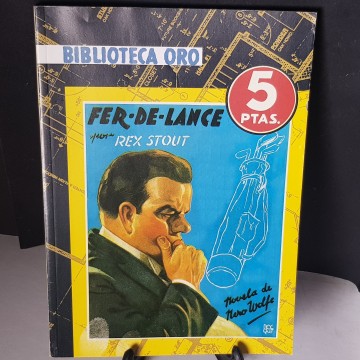 BIBLIOTECA ORO
5
PTAS.
FER-DE-LANCE
por
REX STOUT
novela de
Nero Wolfe